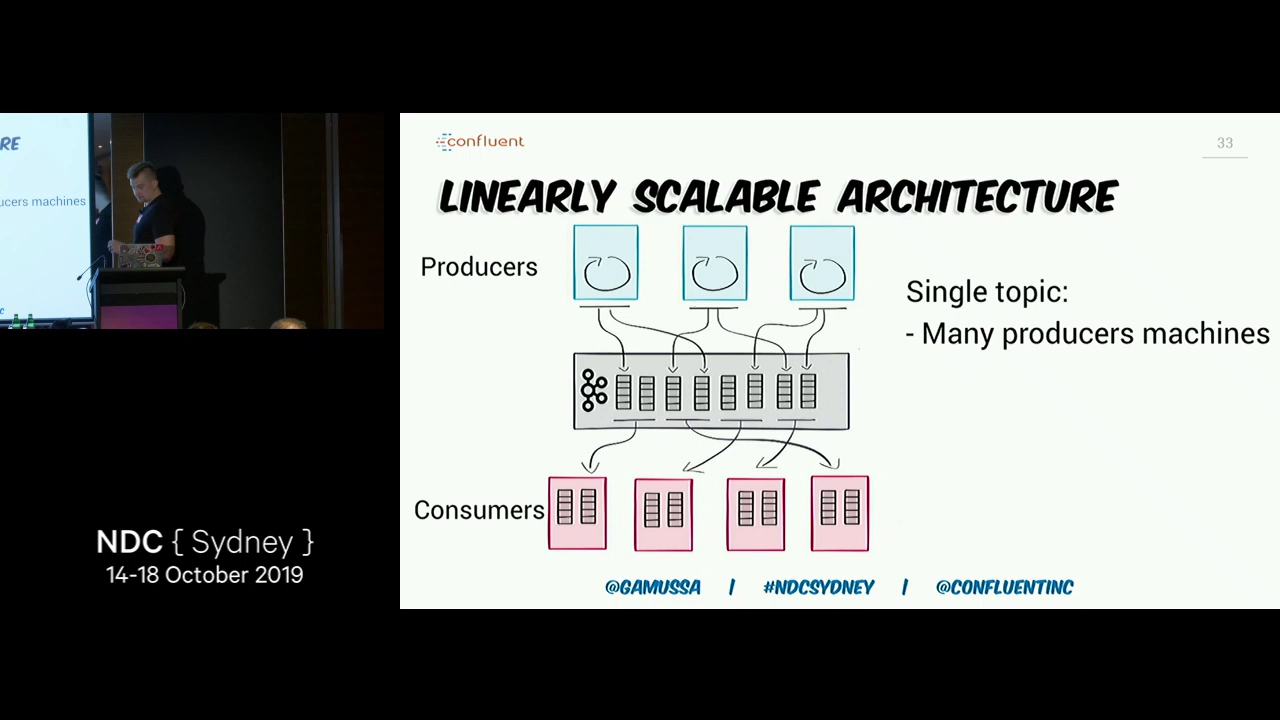 RE
ucers machines
NDC { Sydney }
14-18 October 2019
confluent
33
LINEARLY SCALABLE ARCHITECTURE
Producers
Single topic:
- Many producers machines
Consumers
@GAMUSSA | #NDCSYDNEY | @CONFLUENTINC